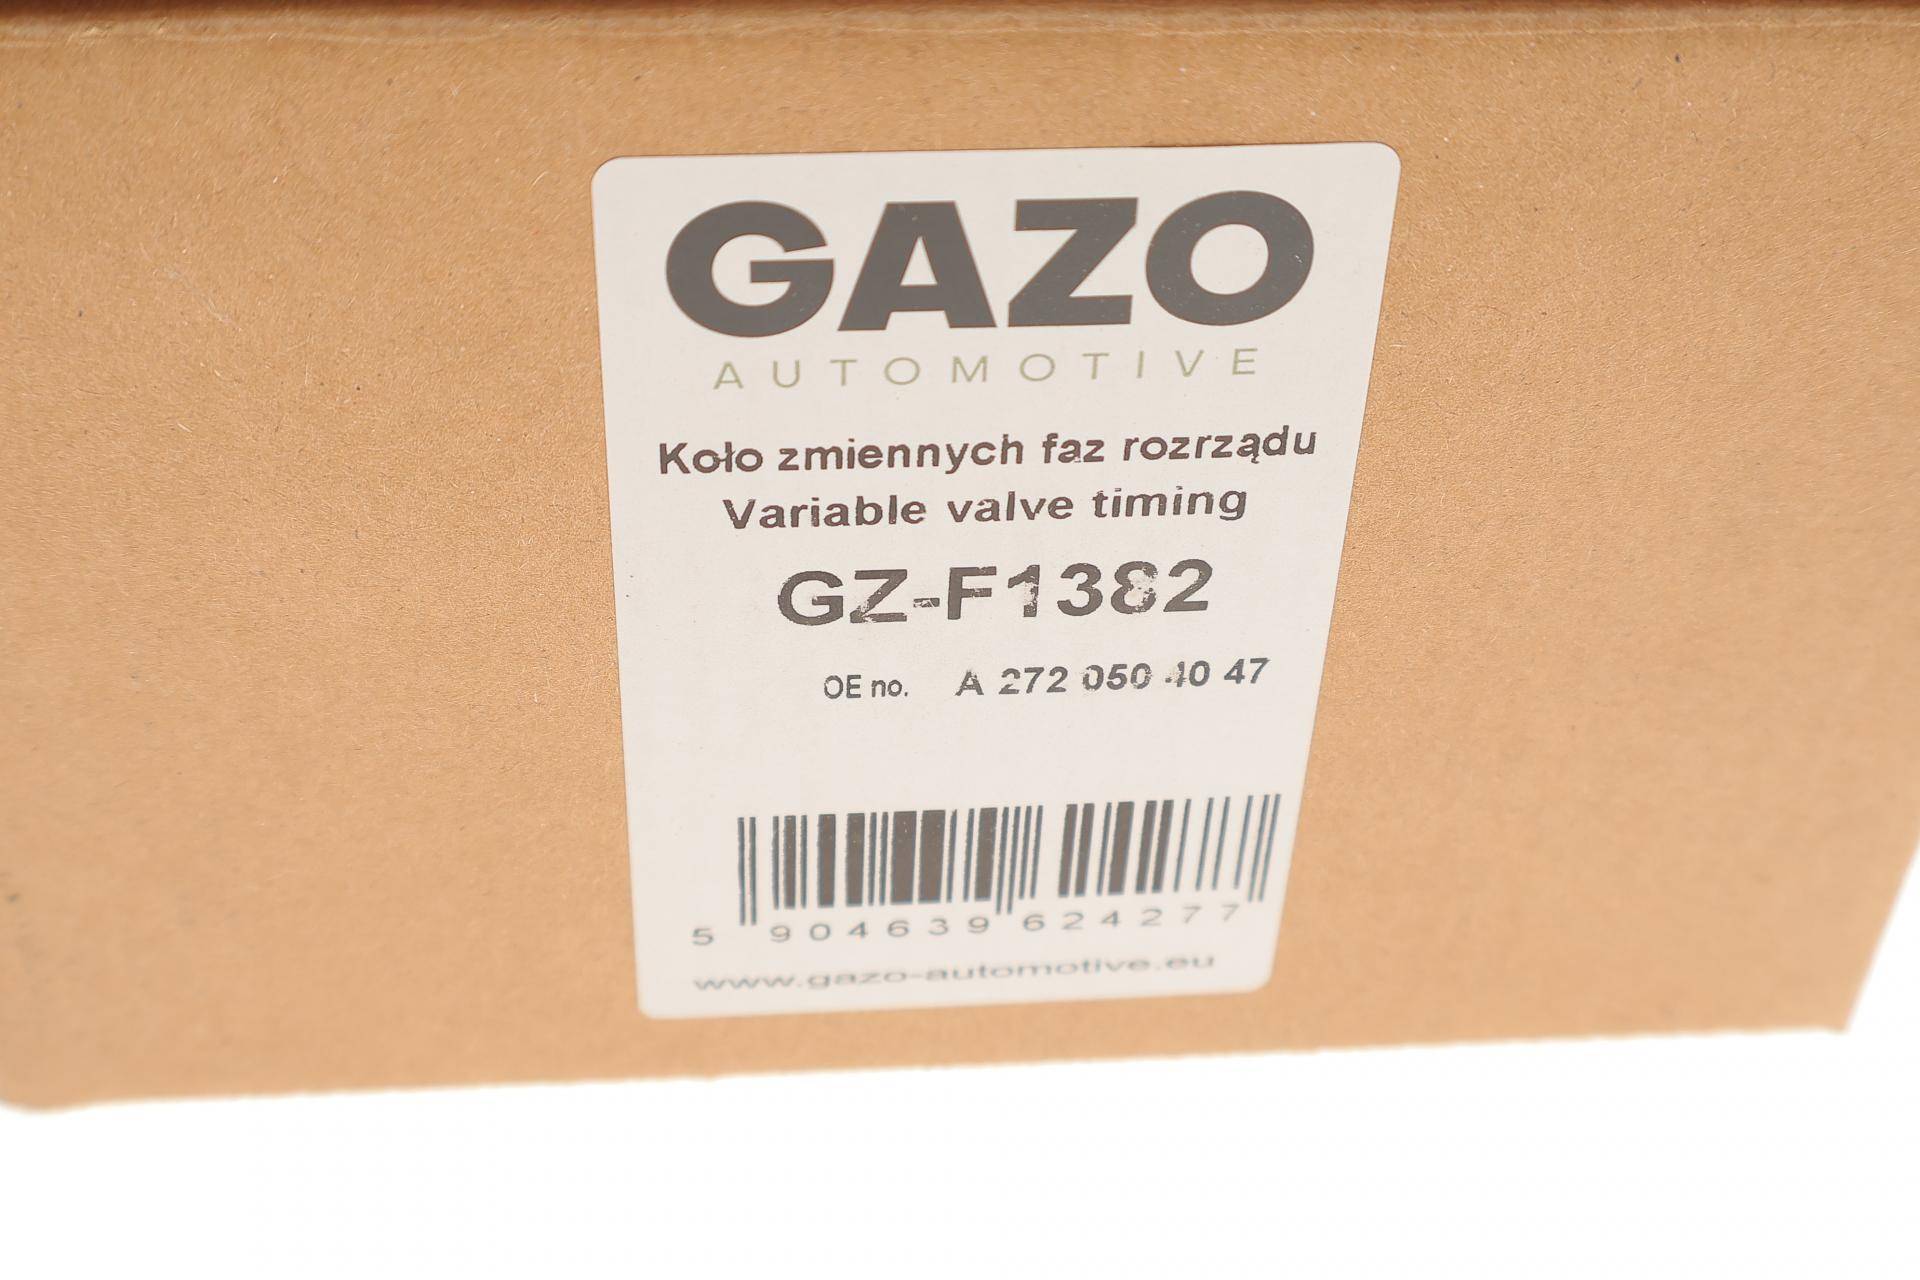 GAZO
AUTOMOTIVE
Koło zmiennych faz rozrządu
Variable valve timing
GZ-F1382
OE no. A 272 050 40 47
5 904639 624277
www.gazo-automotive.eu